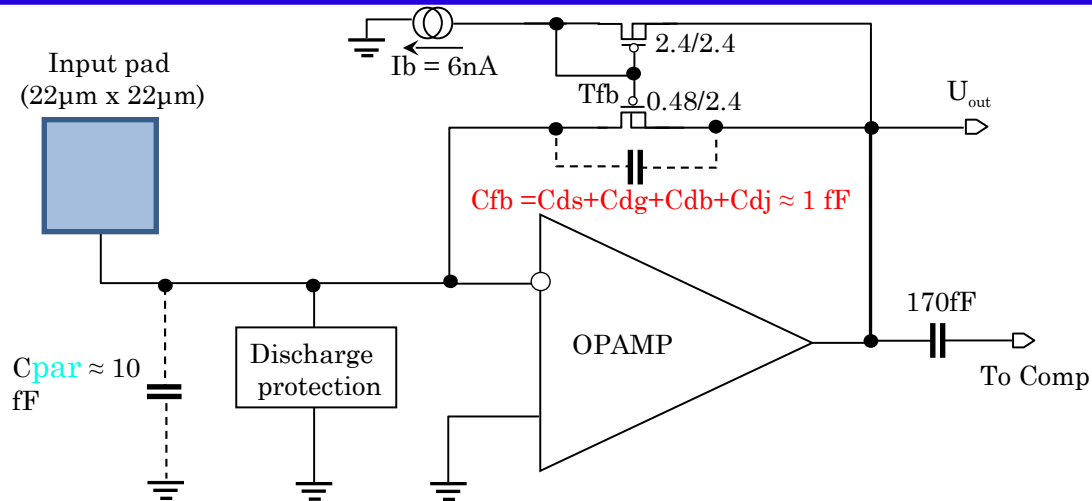 Ib = 6nA
2.4/2.4
Input pad
(22µm x 22µm)
Tfb
0.48/2.4
Uout
Cfb =Cds+Cdg+Cdb+Cdj ≈ 1 fF
170fF
OPAMP
Discharge
protection
Cpar ≈ 10
fF
To Comp